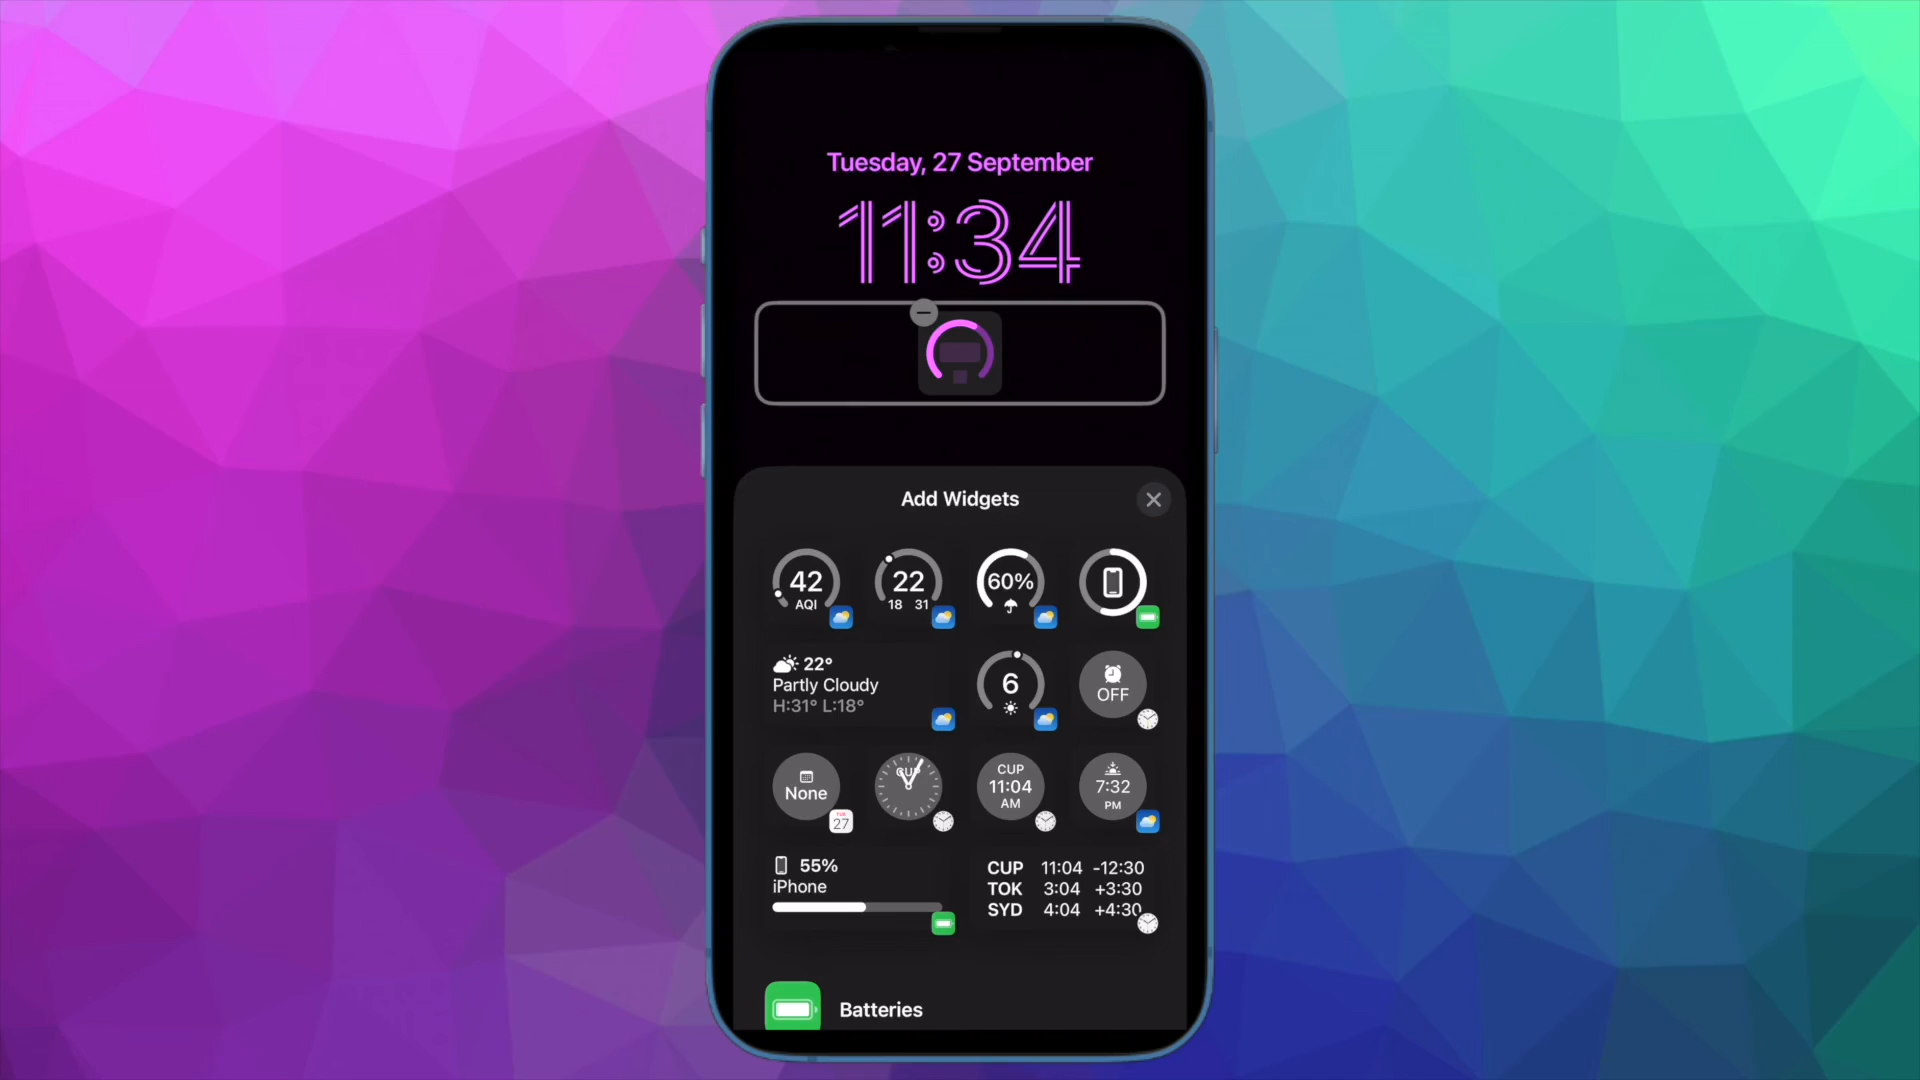 Tuesday, 27 September
11:34
Add Widgets
42
AQI
22
18 31
60%
22°
Partly Cloudy
H:31° L:18°
6
OFF
None
TUE
27
CUP
CUP
11:04
AM
7:32
PM
55%
iPhone
CUP 11:04 -12:30
TOK 3:04 +3:30
SYD 4:04 +4:30
Batteries